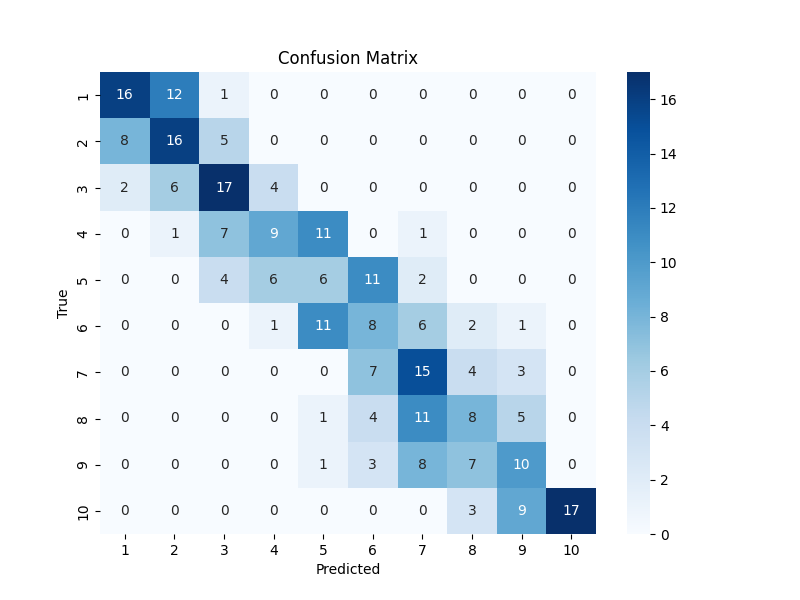 Confusion Matrix
True
1 16 12 1 0 0 0 0 0 0 0
2 8 16 5 0 0 0 0 0 0 0
3 2 6 17 4 0 0 0 0 0 0
4 0 1 7 9 11 0 1 0 0 0
5 0 0 4 6 6 11 2 0 0 0
6 0 0 0 1 11 8 6 2 1 0
7 0 0 0 0 0 7 15 4 3 0
8 0 0 0 0 1 4 11 8 5 0
9 0 0 0 0 1 3 8 7 10 0
10 0 0 0 0 0 0 0 3 9 17
1 2 3 4 5 6 7 8 9 10
Predicted
16
14
12
10
8
6
4
2
0